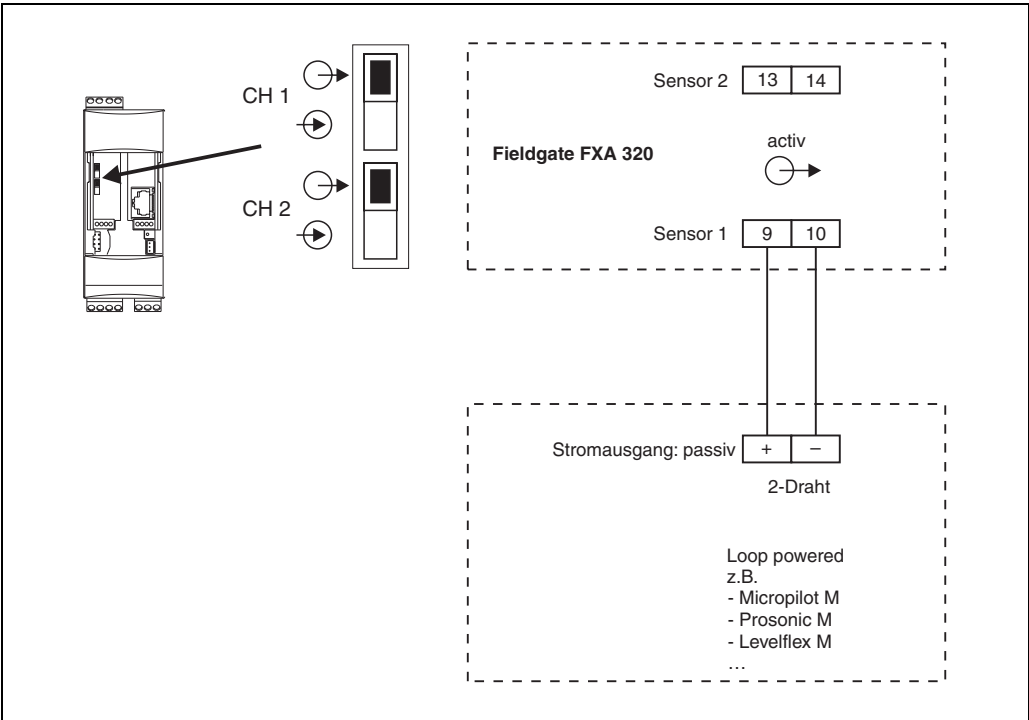 CH 1
CH 2
Sensor 2 13 14
activ
Fieldgate FXA 320
Sensor 1 9 10
Stromausgang: passiv + –
2-Draht
Loop powered
z.B.
- Micropilot M
- Prosonic M
- Levelflex M
…